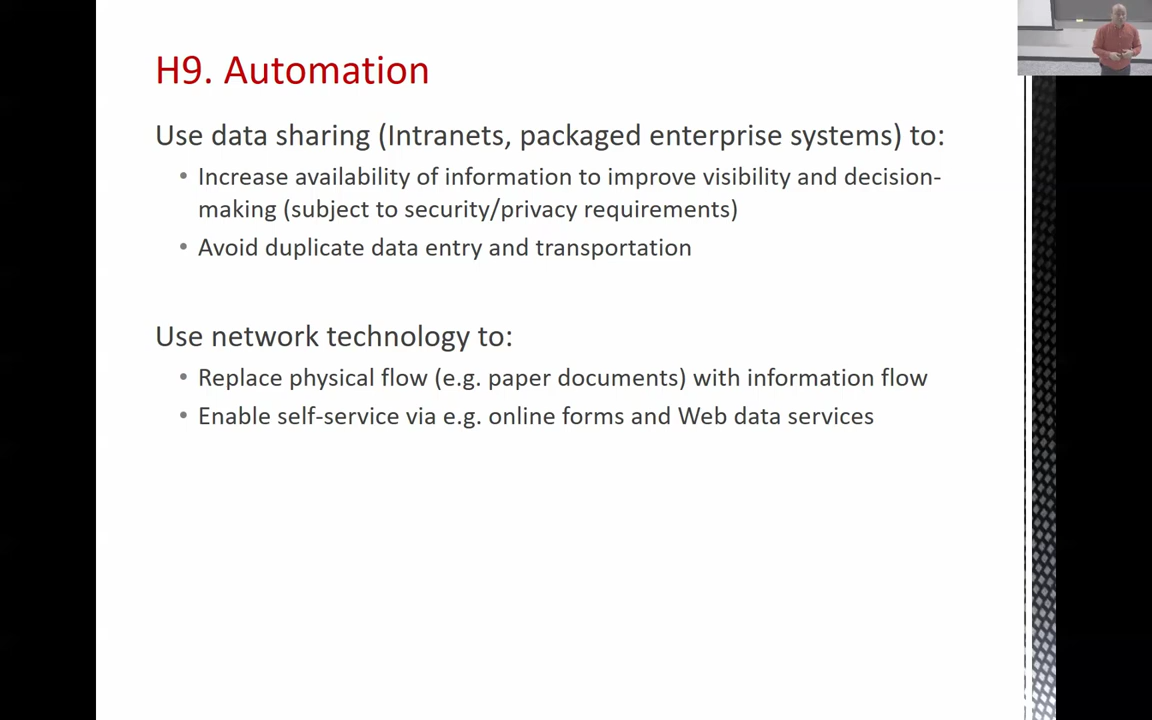 H9. Automation
Use data sharing (Intranets, packaged enterprise systems) to:
• Increase availability of information to improve visibility and decision-
making (subject to security/privacy requirements)
• Avoid duplicate data entry and transportation
Use network technology to:
• Replace physical flow (e.g. paper documents) with information flow
• Enable self-service via e.g. online forms and Web data services